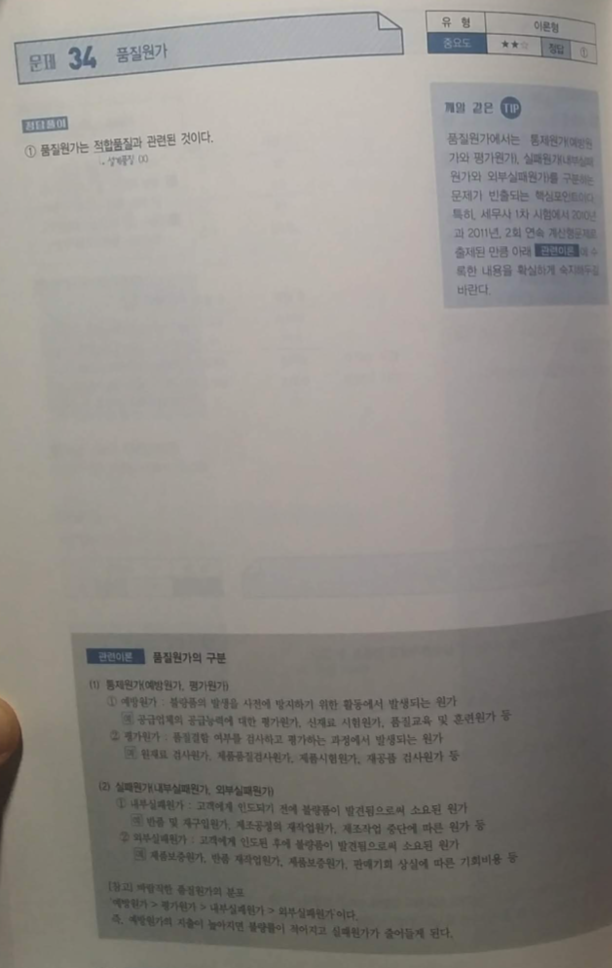 문제 34 품질원가
유 형 이론형
중요도 ★★☆ 정답 ①
정답풀이
① 품질원가는 적합품질과 관련된 것이다.
↳ 설계품질 (X)
깨알 같은 TIP
품질원가에서는 통제원가(예방원
가와 평가원가), 실패원가(내부실패
원가와 외부실패원가)를 구분하는
문제가 빈출되는 핵심포인트이다.
특히, 세무사 1차 시험에서 2010년
과 2011년, 2회 연속 계산형문제로
출제된 만큼 아래 관련이론에 수
록한 내용을 확실하게 숙지해두길
바란다.
관련이론 품질원가의 구분
(1) 통제원가(예방원가, 평가원가)
① 예방원가 : 불량품의 발생을 사전에 방지하기 위한 활동에서 발생되는 원가
예 공급업체의 공급능력에 대한 평가원가, 신재료 시험원가, 품질교육 및 훈련원가 등
② 평가원가 : 품질결함 여부를 검사하고 평가하는 과정에서 발생되는 원가
예 원재료 검사원가, 제품품질검사원가, 제품시험원가, 재공품 검사원가 등
(2) 실패원가(내부실패원가, 외부실패원가)
① 내부실패원가 : 고객에게 인도되기 전에 불량품이 발견됨으로써 소요된 원가
예 반품 및 재구입원가, 제조공정의 재작업원가, 제조작업 중단에 따른 원가 등
② 외부실패원가 : 고객에게 인도된 후에 불량품이 발견됨으로써 소요된 원가
예 제품보증원가, 반품 재작업원가, 제품보증원가, 판매기회 상실에 따른 기회비용 등
[참고] 바람직한 품질원가의 분포
'예방원가 > 평가원가 > 내부실패원가 > 외부실패원가'이다.
즉, 예방원가의 지출이 높아지면 불량품이 적어지고 실패원가가 줄어들게 된다.